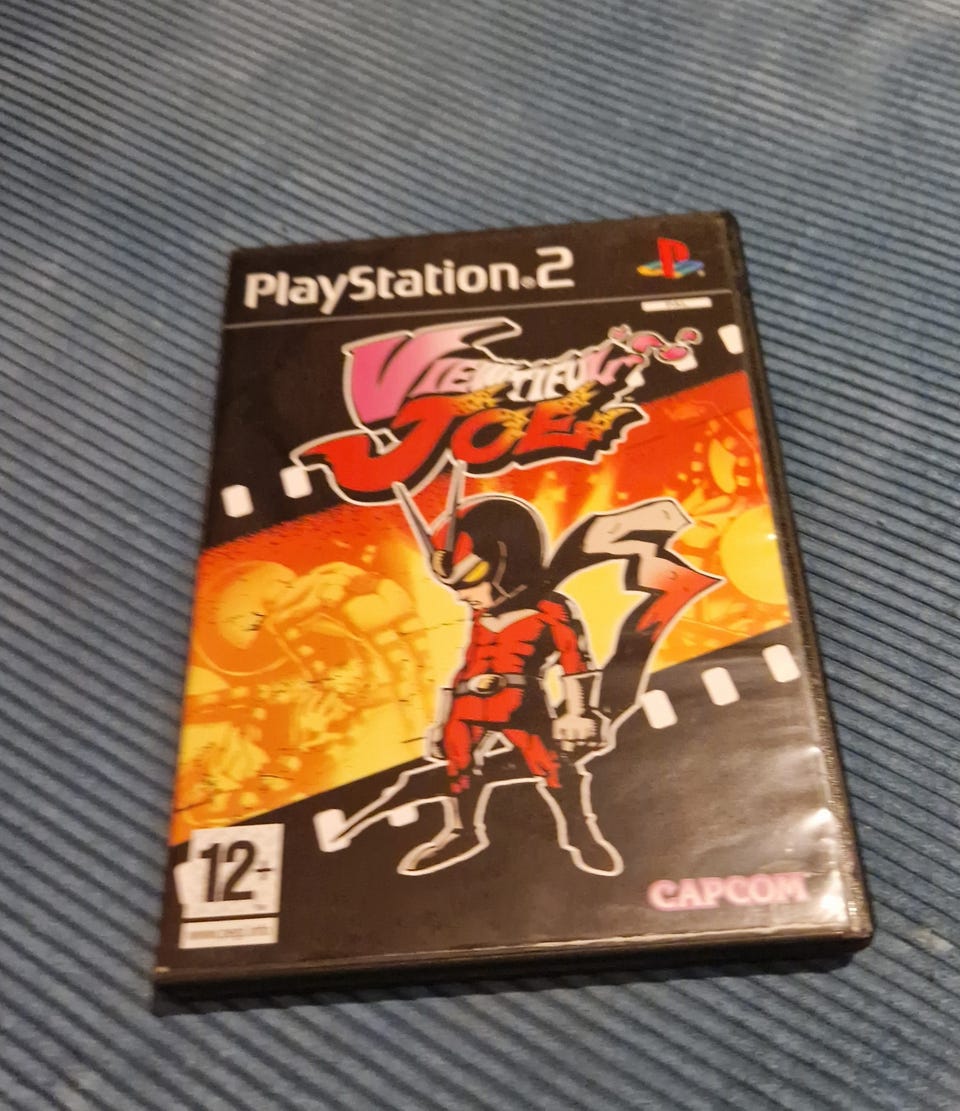 PlayStation®2
VIEWTIFUL
JOE
12+
CAPCOM